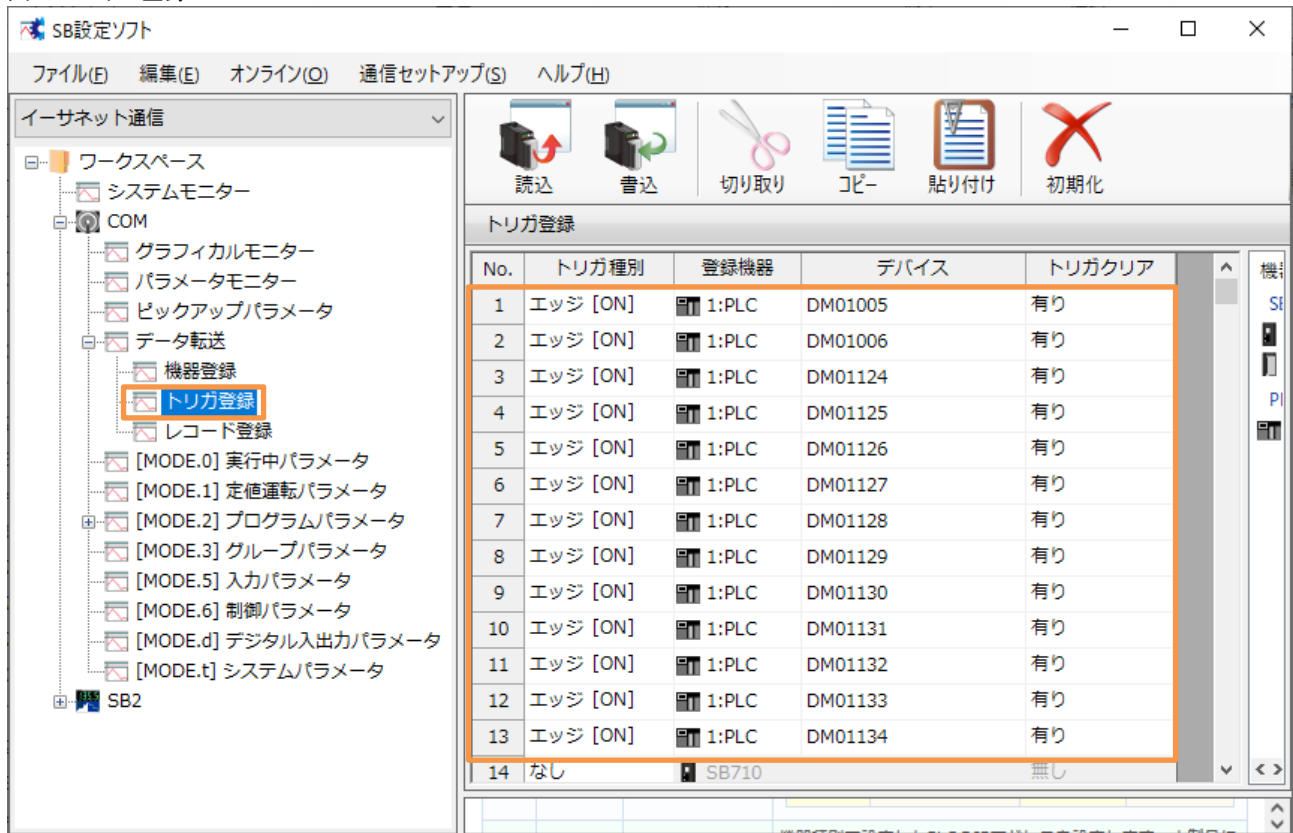 SB設定ソフト
ファイル(F) 編集(E) オンライン(O) 通信セットアップ(S) ヘルプ(H)
イーサネット通信
ワークスペース
システムモニター
COM
グラフィカルモニター
パラメータモニター
ピックアップパラメータ
データ転送
機器登録
トリガ登録
レコード登録
[MODE.0] 実行中パラメータ
[MODE.1] 定値運転パラメータ
[MODE.2] プログラムパラメータ
[MODE.3] グループパラメータ
[MODE.5] 入力パラメータ
[MODE.6] 制御パラメータ
[MODE.d] デジタル入出力パラメータ
[MODE.t] システムパラメータ
SB2
読込 書込 切り取り コピー 貼り付け 初期化
トリガ登録
No. トリガ種別 登録機器 デバイス トリガクリア
1 エッジ [ON] 1:PLC DM01005 有り
2 エッジ [ON] 1:PLC DM01006 有り
3 エッジ [ON] 1:PLC DM01124 有り
4 エッジ [ON] 1:PLC DM01125 有り
5 エッジ [ON] 1:PLC DM01126 有り
6 エッジ [ON] 1:PLC DM01127 有り
7 エッジ [ON] 1:PLC DM01128 有り
8 エッジ [ON] 1:PLC DM01129 有り
9 エッジ [ON] 1:PLC DM01130 有り
10 エッジ [ON] 1:PLC DM01131 有り
11 エッジ [ON] 1:PLC DM01132 有り
12 エッジ [ON] 1:PLC DM01133 有り
13 エッジ [ON] 1:PLC DM01134 有り
14 なし SB710 無し